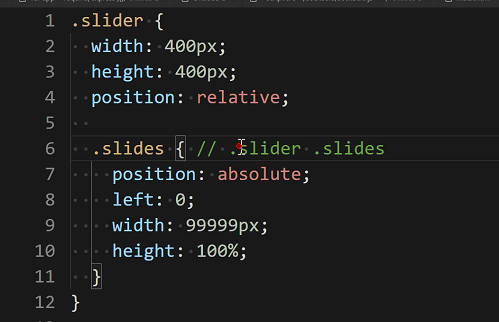 1 .slider {
2 width: 400px;
3 height: 400px;
4 position: relative;
5
6 .slides { // .slider .slides
7 position: absolute;
8 left: 0;
9 width: 99999px;
10 height: 100%;
11 }
12 }